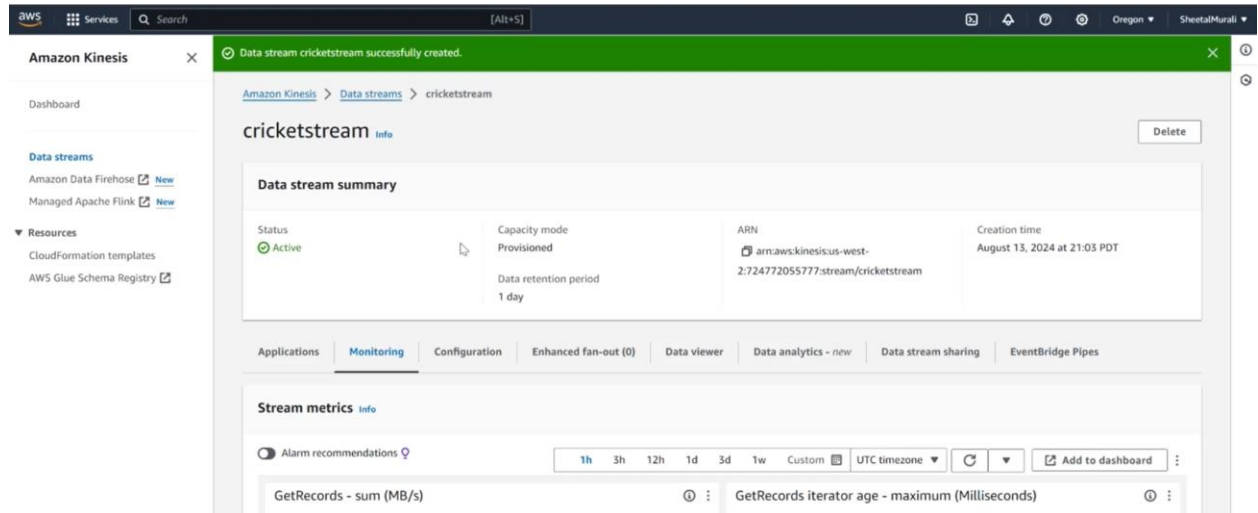 aws Services Search [Alt+S] Oregon SheetalMurali
Amazon Kinesis
Dashboard
Data streams
Amazon Data Firehose New
Managed Apache Flink New
Resources
CloudFormation templates
AWS Glue Schema Registry
Data stream cricketstream successfully created.
Amazon Kinesis > Data streams > cricketstream
cricketstream Info
Delete
Data stream summary
Status
Active
Capacity mode
Provisioned
Data retention period
1 day
ARN
arn:aws:kinesis:us-west-
2:724772055777:stream/cricketstream
Creation time
August 13, 2024 at 21:03 PDT
Applications Monitoring Configuration Enhanced fan-out (0) Data viewer Data analytics - new Data stream sharing EventBridge Pipes
Stream metrics Info
Alarm recommendations
1h 3h 12h 1d 3d 1w Custom UTC timezone Add to dashboard
GetRecords - sum (MB/s)
GetRecords iterator age - maximum (Milliseconds)